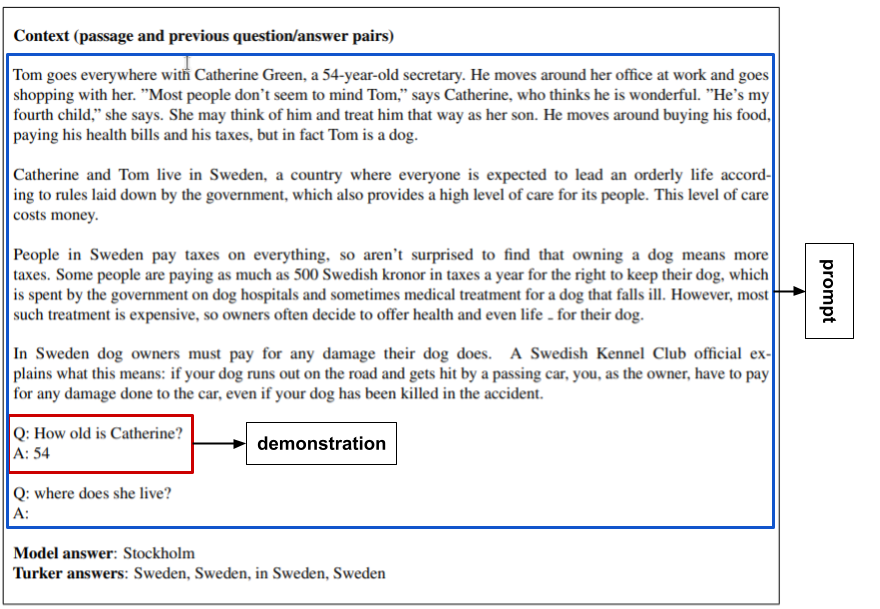 Context (passage and previous question/answer pairs)
Tom goes everywhere with Catherine Green, a 54-year-old secretary. He moves around her office at work and goes
shopping with her. ”Most people don’t seem to mind Tom,” says Catherine, who thinks he is wonderful. ”He’s my
fourth child,” she says. She may think of him and treat him that way as her son. He moves around buying his food,
paying his health bills and his taxes, but in fact Tom is a dog.
Catherine and Tom live in Sweden, a country where everyone is expected to lead an orderly life accord-
ing to rules laid down by the government, which also provides a high level of care for its people. This level of care
costs money.
People in Sweden pay taxes on everything, so aren’t surprised to find that owning a dog means more
taxes. Some people are paying as much as 500 Swedish kronor in taxes a year for the right to keep their dog, which
is spent by the government on dog hospitals and sometimes medical treatment for a dog that falls ill. However, most
such treatment is expensive, so owners often decide to offer health and even life _ for their dog.
In Sweden dog owners must pay for any damage their dog does. A Swedish Kennel Club official ex-
plains what this means: if your dog runs out on the road and gets hit by a passing car, you, as the owner, have to pay
for any damage done to the car, even if your dog has been killed in the accident.
Q: How old is Catherine?
A: 54
demonstration
Q: where does she live?
A:
Model answer: Stockholm
Turker answers: Sweden, Sweden, in Sweden, Sweden
prompt